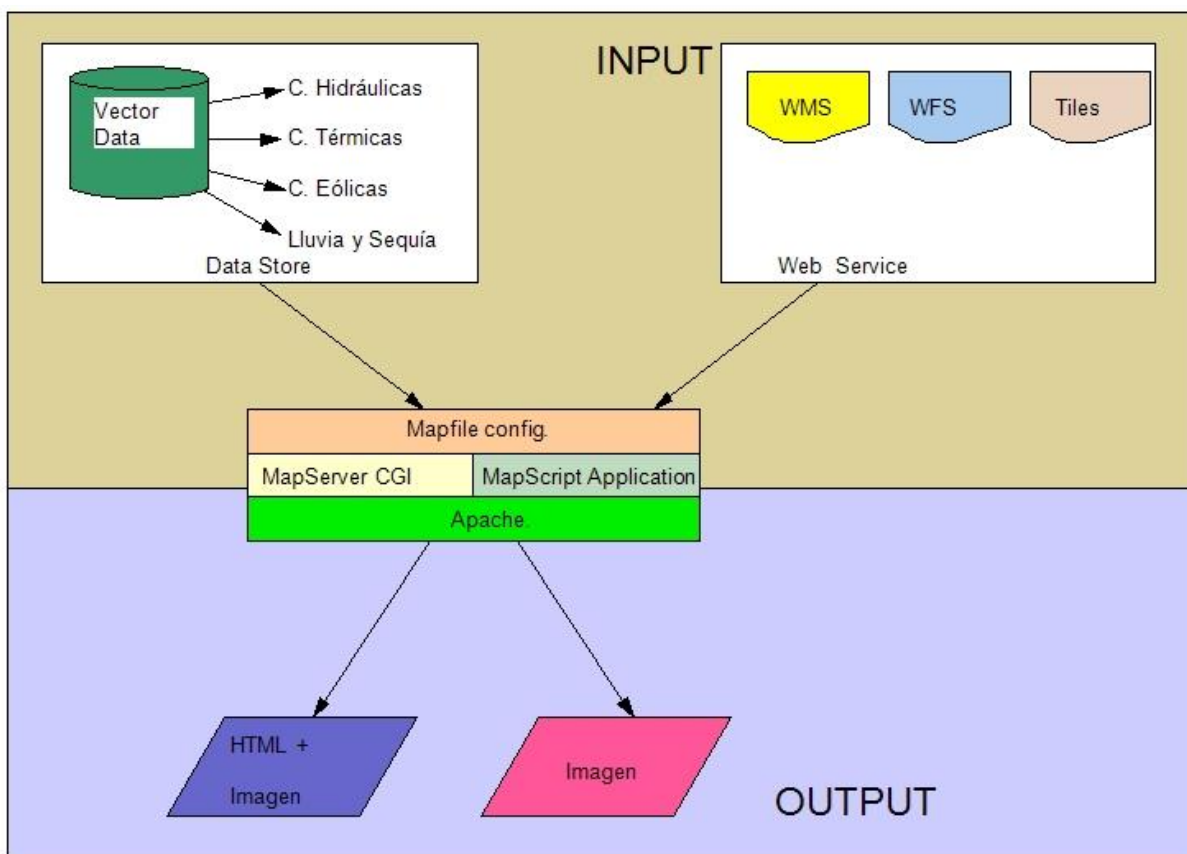 INPUT
Vector
Data
C. Hidráulicas
C. Térmicas
C. Eólicas
Lluvia y Sequía
Data Store
WMS
WFS
Tiles
Web Service
Mapfile config.
MapServer CGI
MapScript Application
Apache.
HTML +
Imagen
Imagen
OUTPUT